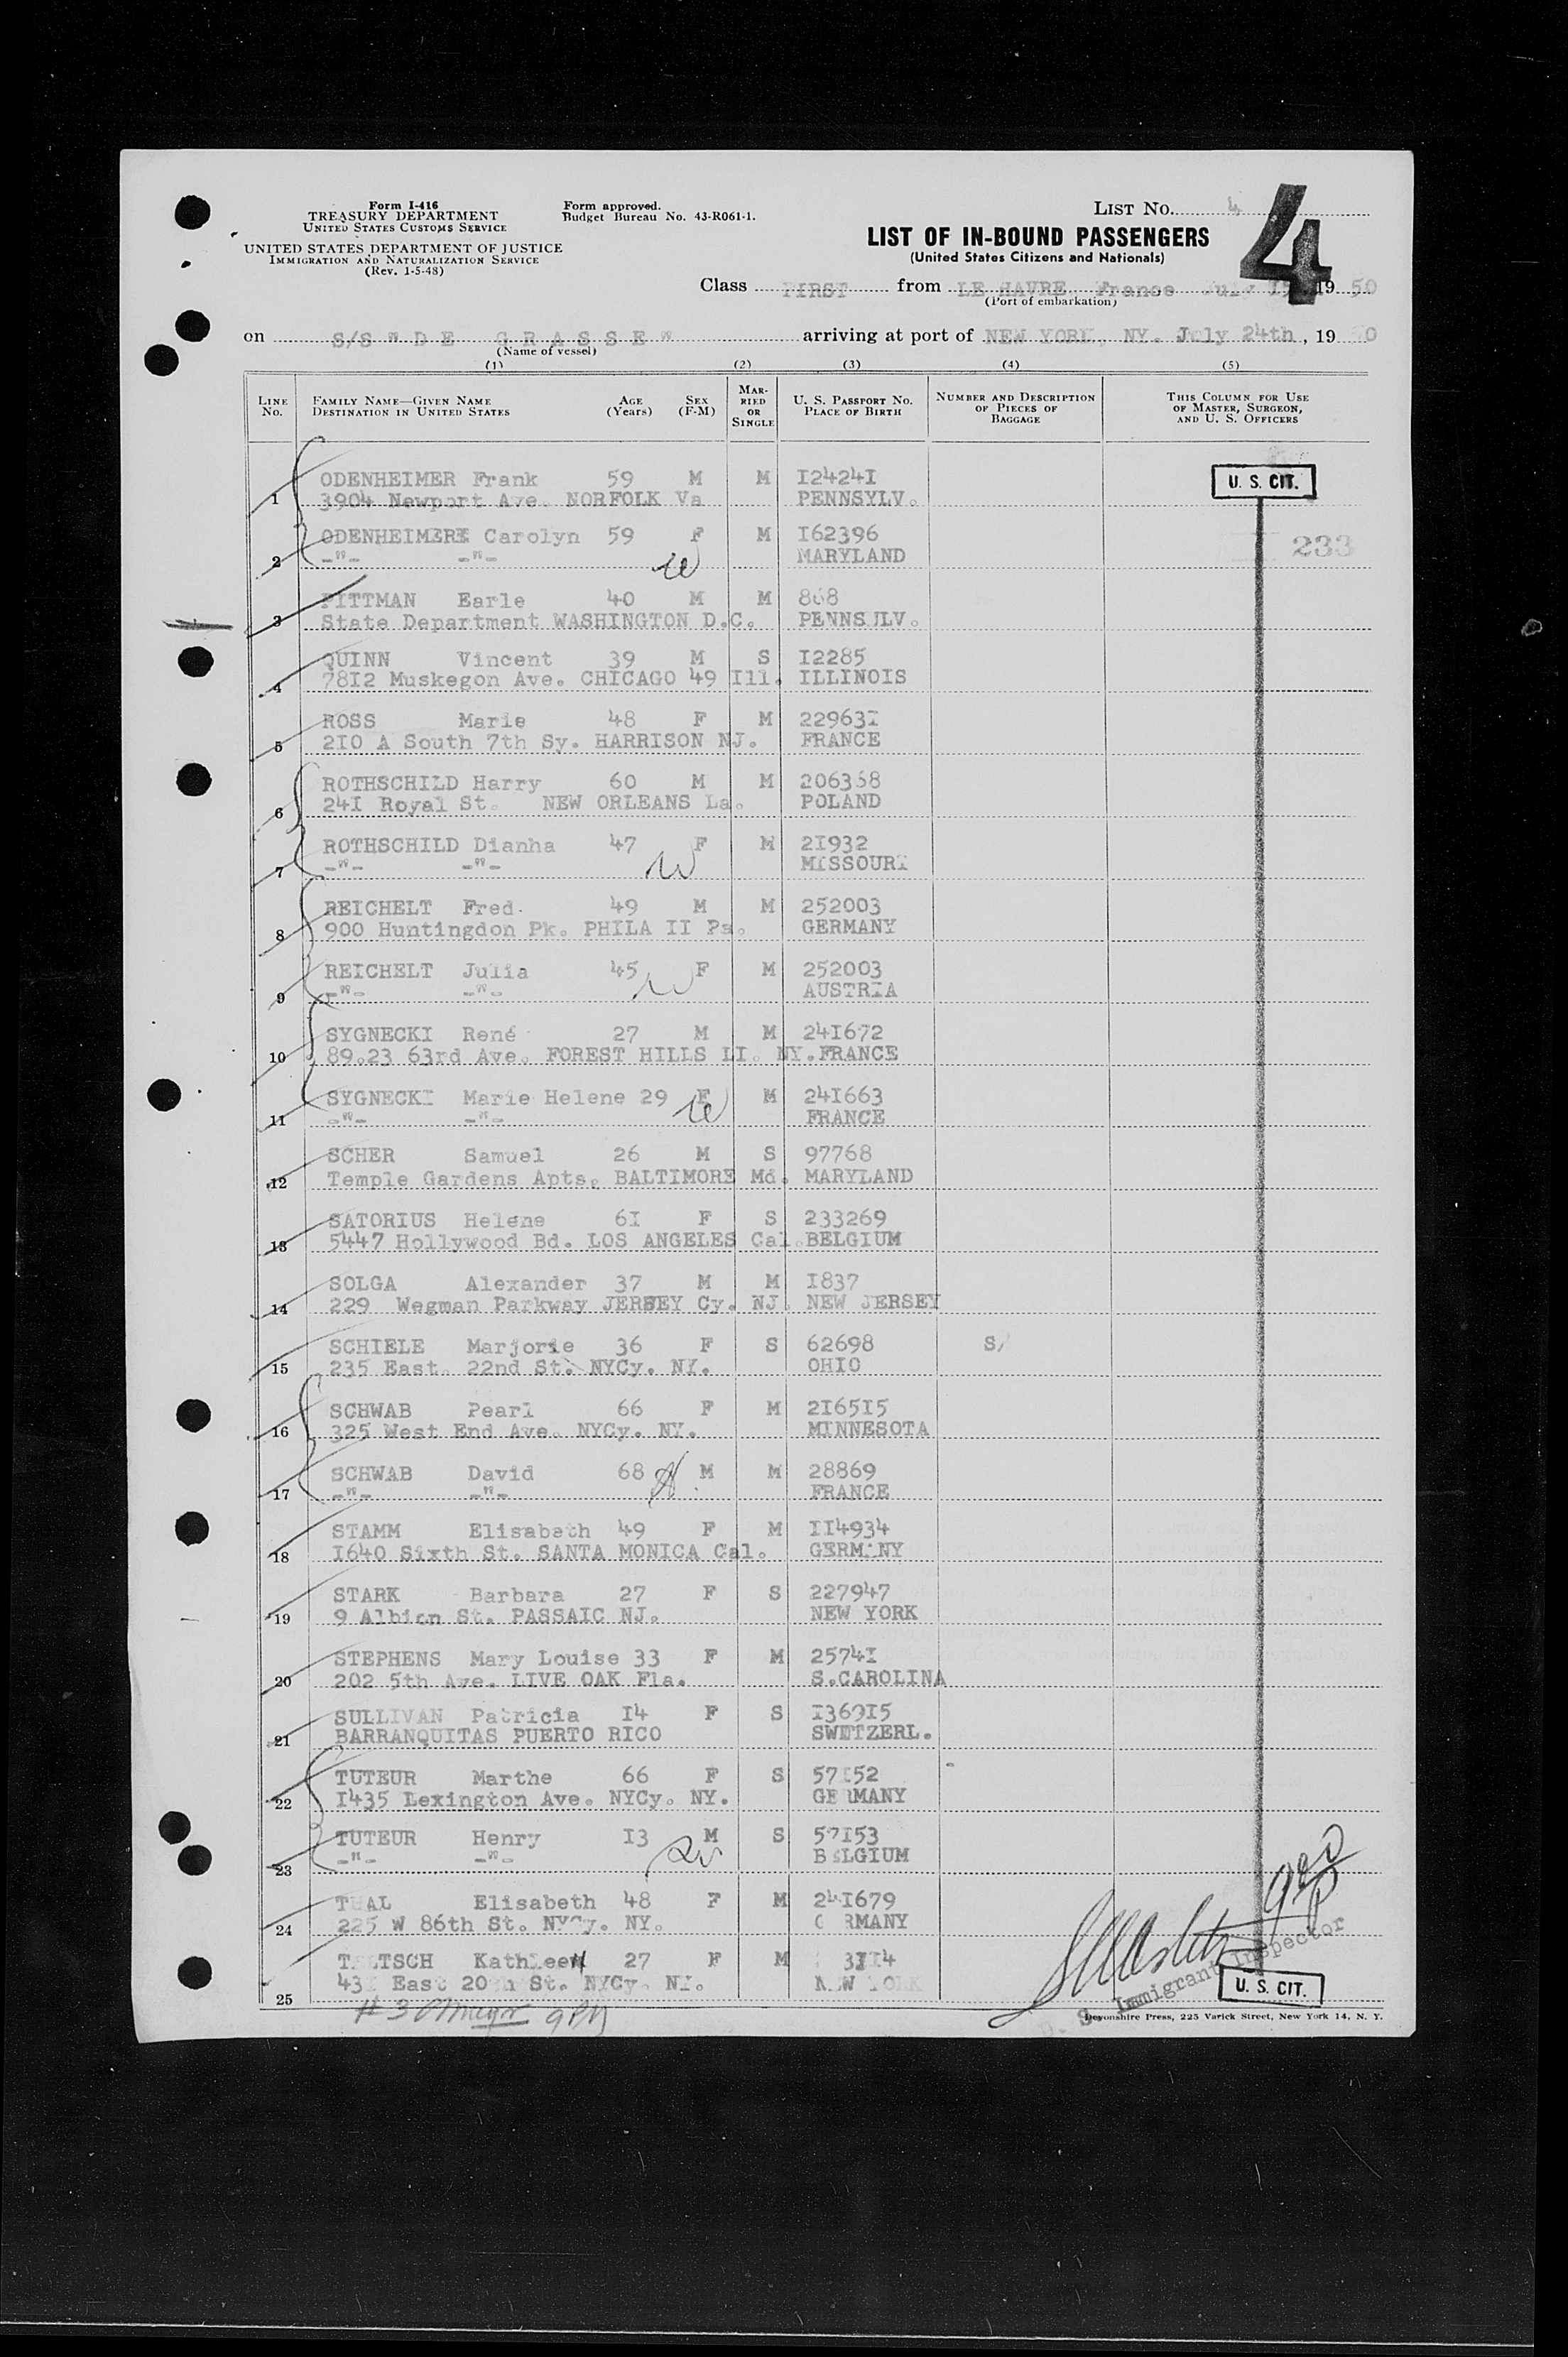 Form I-416
TREASURY DEPARTMENT
UNITED STATES CUSTOMS SERVICE
UNITED STATES DEPARTMENT OF JUSTICE
IMMIGRATION AND NATURALIZATION SERVICE
(Rev. 1-5-48)
Form approved.
Budget Bureau No. 43-R061-1.
LIST NO. 4
4
LIST OF IN-BOUND PASSENGERS
(United States Citizens and Nationals)
Class FIRST from LE HAVRE, France July 15 1950
(Port of embarkation)
on S/S "DE GRASSE" arriving at port of NEW YORK, NY. July 24th, 19 0
(Name of vessel)
(1) (2) (3) (4) (5)
LINE NO.
FAMILY NAME—GIVEN NAME
DESTINATION IN UNITED STATES
AGE (Years)
SEX (F-M)
MARRIED OR SINGLE
U. S. PASSPORT NO.
PLACE OF BIRTH
NUMBER AND DESCRIPTION OF PIECES OF BAGGAGE
THIS COLUMN FOR USE OF MASTER, SURGEON, AND U. S. OFFICERS
ODENHEIMER Frank 59 M M I2424I
1 3904 Newport Ave. NORFOLK Va PENNSYLV.
U. S. CIT.
ODENHEIMER Carolyn 59 F M I62396
2 -"- -"- MARYLAND
233
PITTMAN Earle 40 M M 868
3 State Department WASHINGTON D.C. PENNSILV.
QUINN Vincent 39 M S I2285
4 78I2 Muskegon Ave. CHICAGO 49 Ill. ILLINOIS
ROSS Marie 48 F M 22963I
5 2I0 A South 7th Sy. HARRISON NJ. FRANCE
ROTHSCHILD Harry 60 M M 206368
6 24I Royal St. NEW ORLEANS La. POLAND
ROTHSCHILD Dianha 47 F M 2I932
7 -"- -"- MISSOURI
REICHELT Fred. 49 M M 252003
8 900 Huntingdon Pk. PHILA II Pa. GERMANY
REICHELT Julia 45 F M 252003
9 -"- -"- AUSTRIA
SYGNECKI René 27 M M 24I672
10 89.23 63rd Ave. FOREST HILLS LI. NY. FRANCE
SYGNECKI Marie Helene 29 F M 24I663
11 -"- -"- FRANCE
SCHER Samuel 26 M S 97768
12 Temple Gardens Apts. BALTIMORE Md. MARYLAND
SATORIUS Helene 6I F S 233269
13 5447 Hollywood Bd. LOS ANGELES Cal. BELGIUM
SOLGA Alexander 37 M M I837
14 229 Wegman Parkway JERSEY Cy. NJ. NEW JERSEY
SCHIELE Marjorie 36 F S 62698 S/
15 235 East. 22nd St. NYCy. NY. OHIO
SCHWAB Pearl 66 F M 2I65I5
16 325 West End Ave. NYCy. NY. MINNESOTA
SCHWAB David 68 M M 28869
17 -"- -"- FRANCE
STAMM Elisabeth 49 F M II4934
18 I640 Sixth St. SANTA MONICA Cal. GERMANY
STARK Barbara 27 F S 227947
19 9 Albion St. PASSAIC NJ. NEW YORK
STEPHENS Mary Louise 33 F M 2574I
20 202 5th Ave. LIVE OAK Fla. S.CAROLINA
SULLIVAN Patricia I4 F S I369I5
21 BARRANQUITAS PUERTO RICO SWITZERL.
TUTEUR Marthe 66 F S 57I52
22 I435 Lexington Ave. NYCy. NY. GERMANY
TUTEUR Henry I3 M S 57I53
23 -"- -"- BELGIUM
Elisabeth 48 F M 24I679
24 225 W 86th St. NYCy. NY. GERMANY
Kathleen 27 F M
25 East 20th St. NYCy. NY. NEW YORK
U. S. Immigrant Inspector
U. S. CIT.
Devonshire Press, 225 Varick Street, New York 14, N. Y.